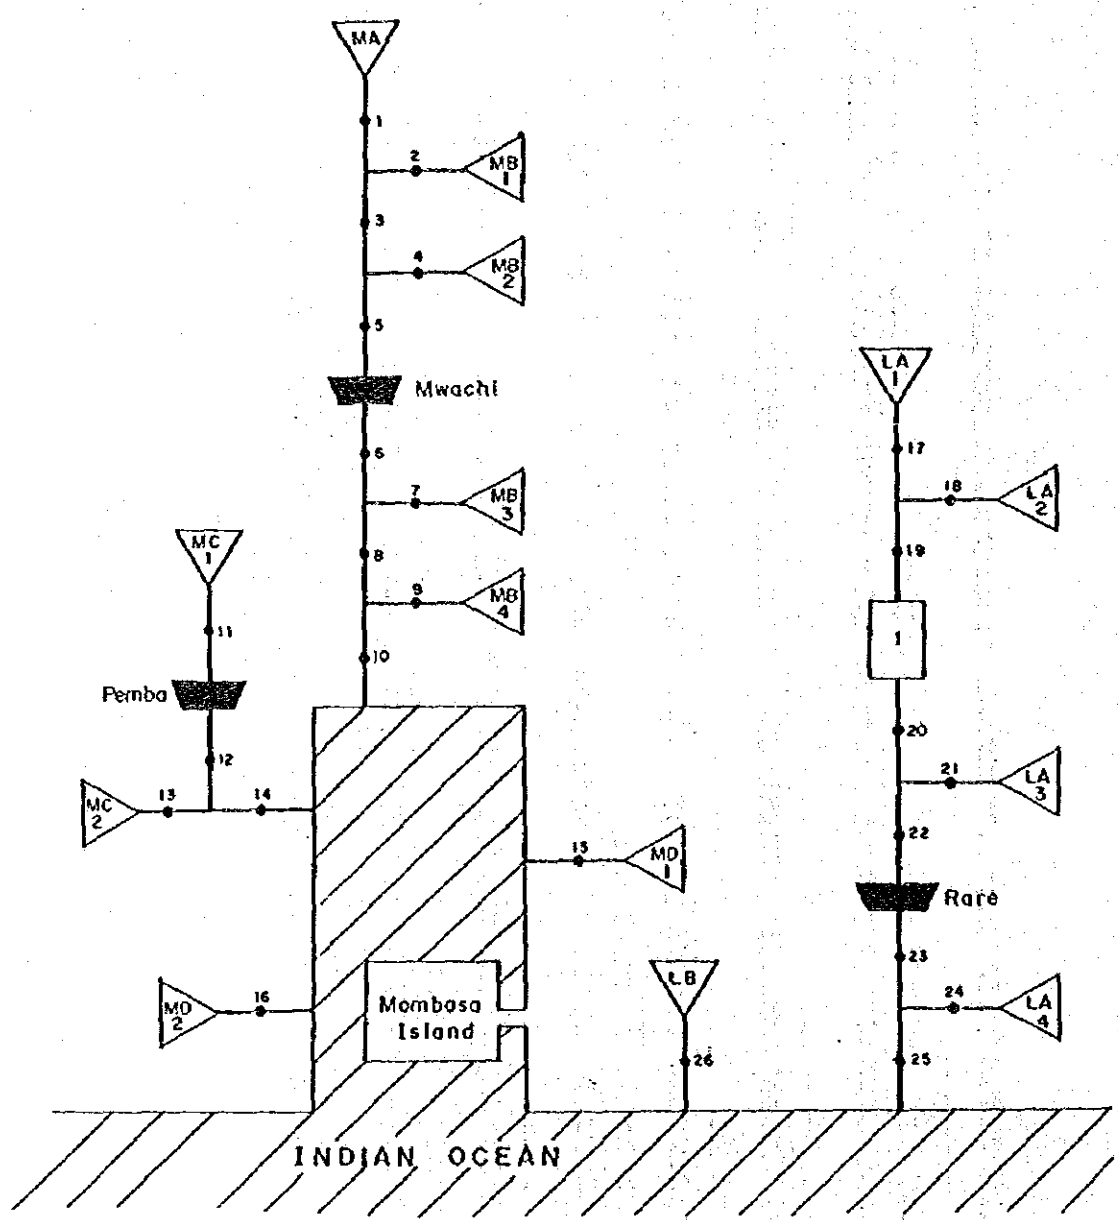 MA
1
2
MB
1
3
4
MB
2
5
Mwachi
LA
1
6
17
7
MB
3
18
LA
2
MC
1
8
19
9
MB
4
11
1
10
Pemba
12
20
21
LA
3
MC
2
13
14
22
15
MD
1
Rare
23
LB
24
LA
4
MD
2
16
Mombasa
Island
26
25
INDIAN OCEAN